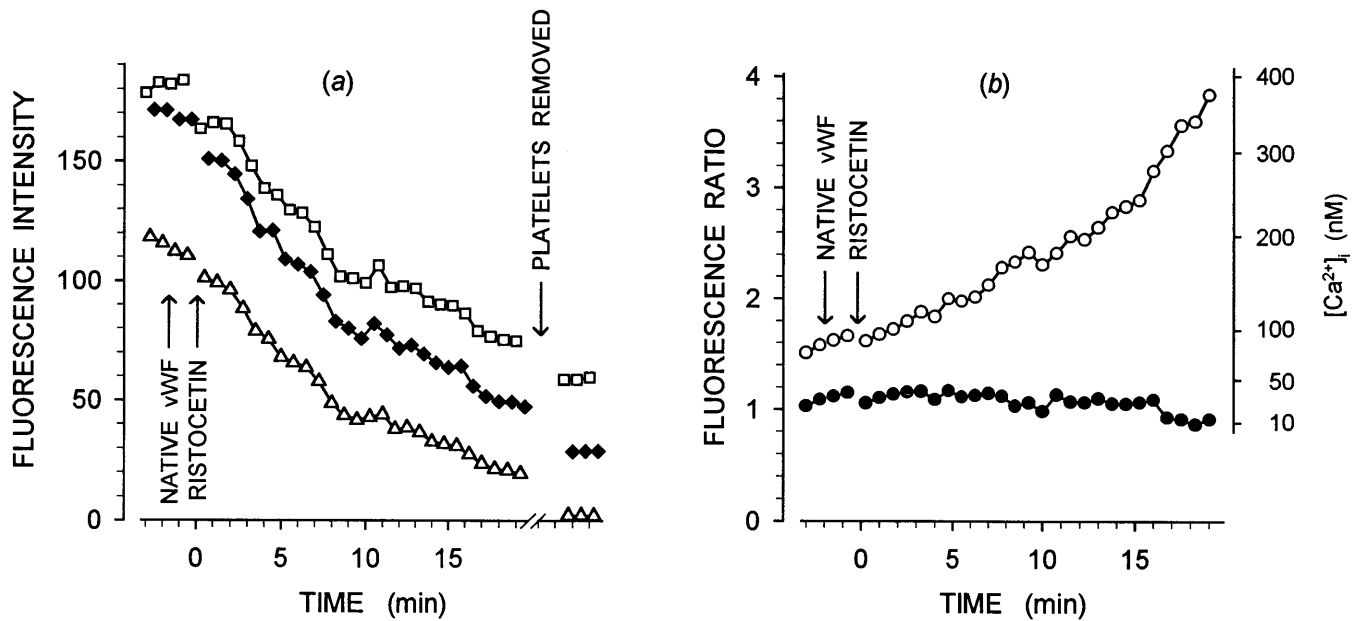 (a)
FLUORESCENCE INTENSITY
150
100
50
0
NATIVE vWF
RISTOCETIN
PLATELETS REMOVED
0
5
10
15
TIME (min)
(b)
FLUORESCENCE RATIO
4
3
2
1
0
NATIVE vWF
RISTOCETIN
400
300
200
100
50
10
[Ca²⁺]ᵢ (nM)
0
5
10
15
TIME (min)